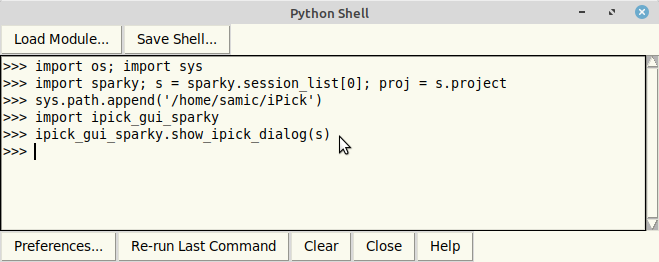 Python Shell
Load Module... Save Shell...
>>> import os; import sys
>>> import sparky; s = sparky.session_list[0]; proj = s.project
>>> sys.path.append('/home/samic/iPick')
>>> import ipick_gui_sparky
>>> ipick_gui_sparky.show_ipick_dialog(s)
>>>
Preferences... Re-run Last Command Clear Close Help